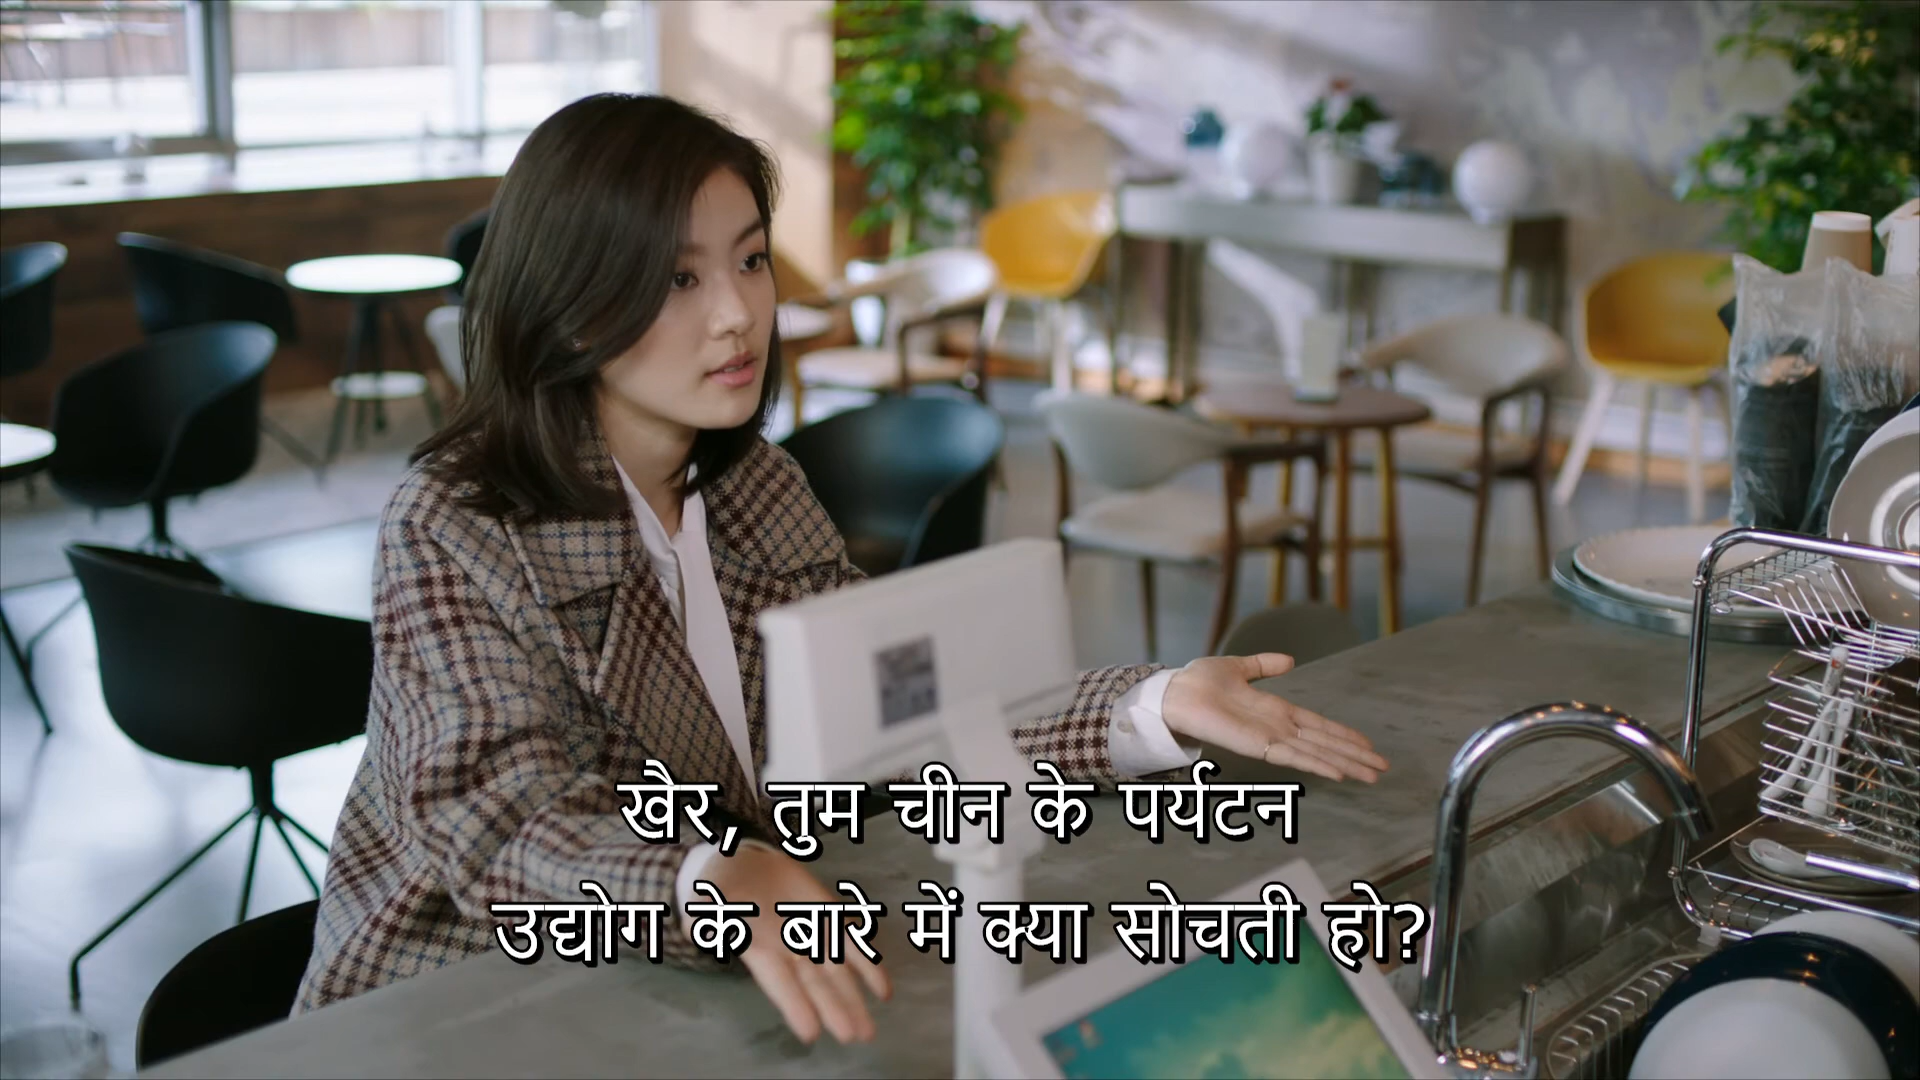 खैर, तुम चीन के पर्यटन
उद्योग के बारे में क्या सोचती हो?